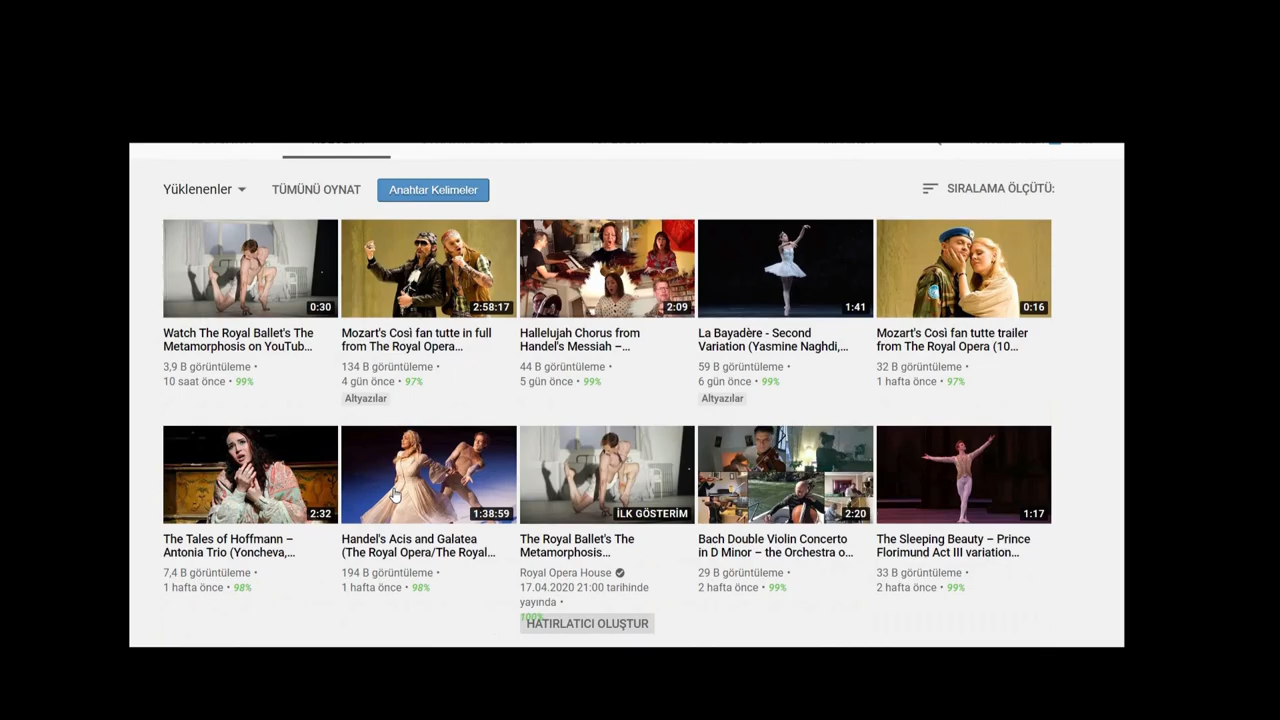 Yüklenenler TÜMÜNÜ OYNAT Anahtar Kelimeler SIRALAMA ÖLÇÜTÜ:
0:30
Watch The Royal Ballet's The
Metamorphosis on YouTub...
3,9 B görüntüleme •
10 saat önce • 99%
2:58:17
Mozart's Così fan tutte in full
from The Royal Opera...
134 B görüntüleme •
4 gün önce • 97%
Altyazılar
2:09
Hallelujah Chorus from
Handel's Messiah –...
44 B görüntüleme •
5 gün önce • 99%
1:41
La Bayadère - Second
Variation (Yasmine Naghdi,...
59 B görüntüleme •
6 gün önce • 99%
Altyazılar
0:16
Mozart's Così fan tutte trailer
from The Royal Opera (10...
32 B görüntüleme •
1 hafta önce • 97%
2:32
The Tales of Hoffmann –
Antonia Trio (Yoncheva,...
7,4 B görüntüleme •
1 hafta önce • 98%
1:38:59
Handel's Acis and Galatea
(The Royal Opera/The Royal...
194 B görüntüleme •
1 hafta önce • 98%
İLK GÖSTERİM
The Royal Ballet's The
Metamorphosis...
Royal Opera House
17.04.2020 21:00 tarihinde
yayında •
100%
HATIRLATICI OLUŞTUR
2:20
Bach Double Violin Concerto
in D Minor – the Orchestra o...
29 B görüntüleme •
2 hafta önce • 99%
1:17
The Sleeping Beauty – Prince
Florimund Act III variation...
33 B görüntüleme •
2 hafta önce • 99%